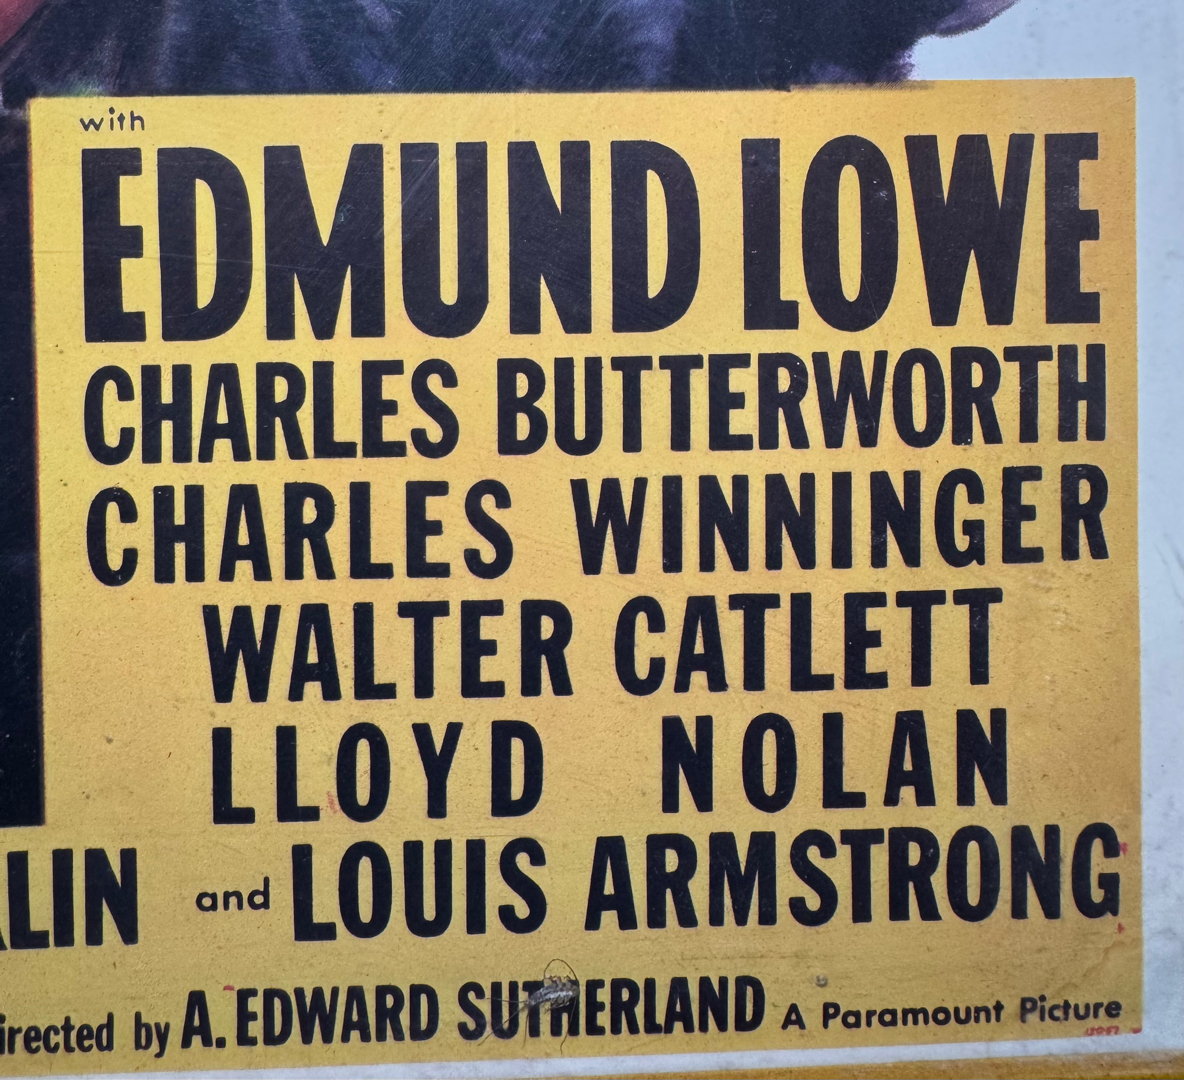 with
EDMUND LOWE
CHARLES BUTTERWORTH
CHARLES WINNINGER
WALTER CATLETT
LLOYD NOLAN
LIN and LOUIS ARMSTRONG
irected by A. EDWARD SUTHERLAND A Paramount Picture